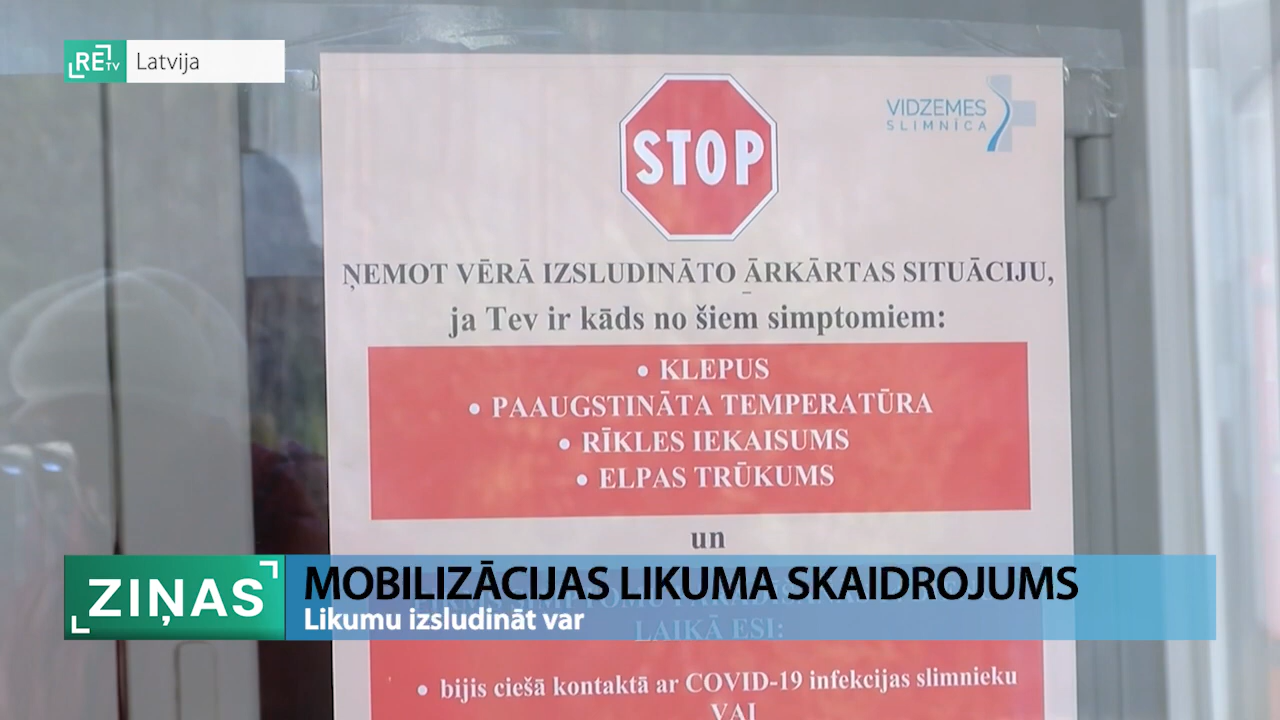 RE TV Latvija
STOP
VIDZEMES
SLIMNĪCA
ŅEMOT VĒRĀ IZSLUDINĀTO ĀRKĀRTAS SITUĀCIJU,
ja Tev ir kāds no šiem simptomiem:
• KLEPUS
• PAAUGSTINĀTA TEMPERATŪRA
• RĪKLES IEKAISUMS
• ELPAS TRŪKUMS
un
ZIŅAS
MOBILIZĀCIJAS LIKUMA SKAIDROJUMS
Likumu izsludināt var
LAIKĀ ESI:
• bijis ciešā kontaktā ar COVID-19 infekcijas slimnieku
VAI